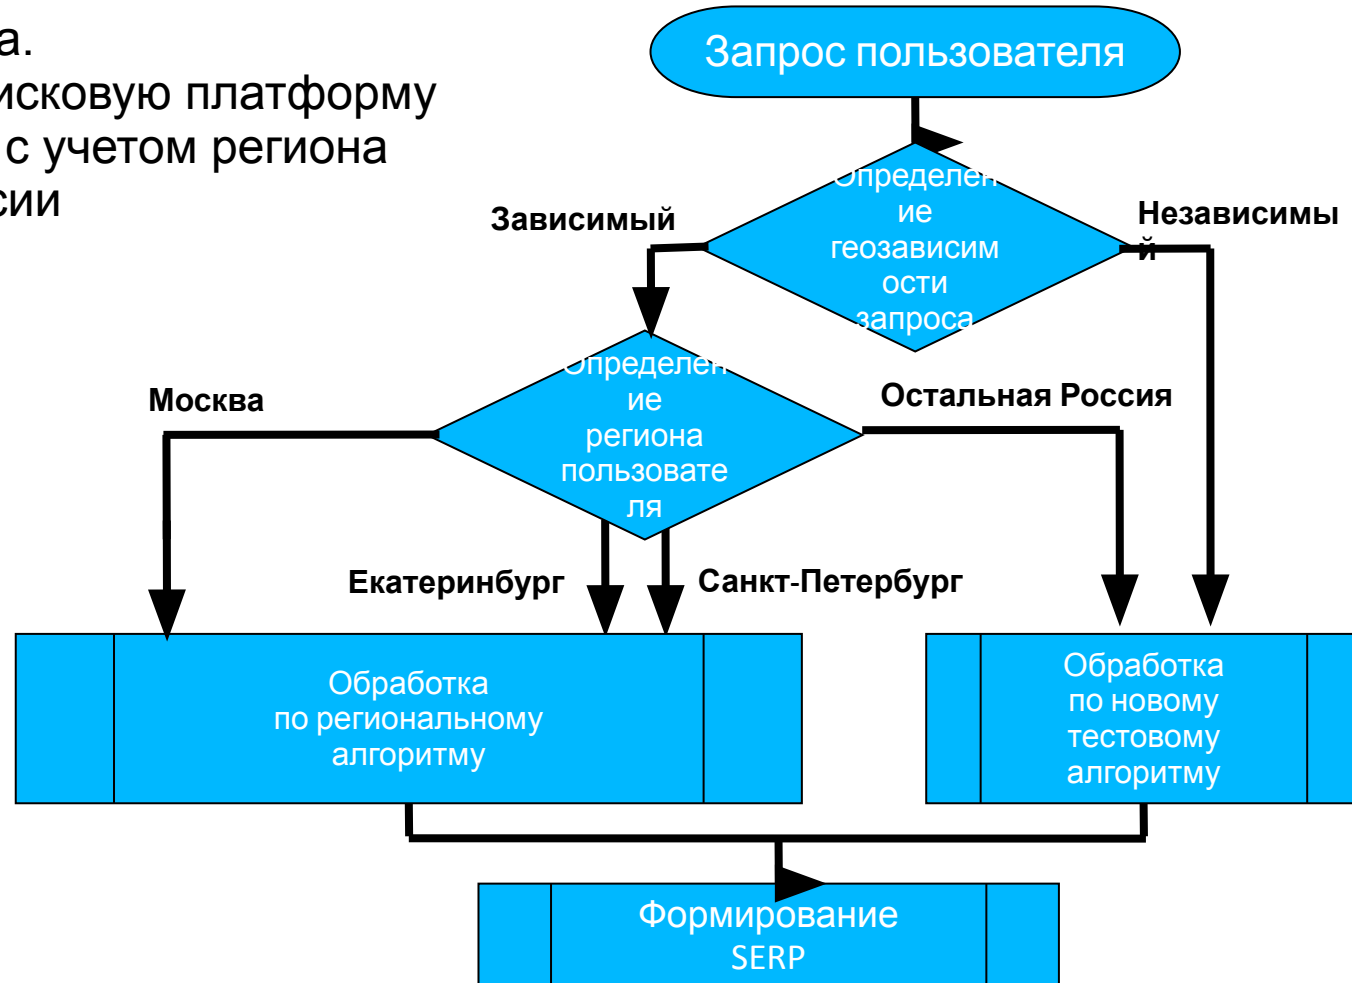 а.
исковую платформу
с учетом региона
сии
Запрос пользователя
Определен
ие
геозависим
ости
запроса
Зависимый
Независимы
й
Определен
ие
региона
пользовате
ля
Москва
Остальная Россия
Екатеринбург
Санкт-Петербург
Обработка
по региональному
алгоритму
Обработка
по новому
тестовому
алгоритму
Формирование
SERP